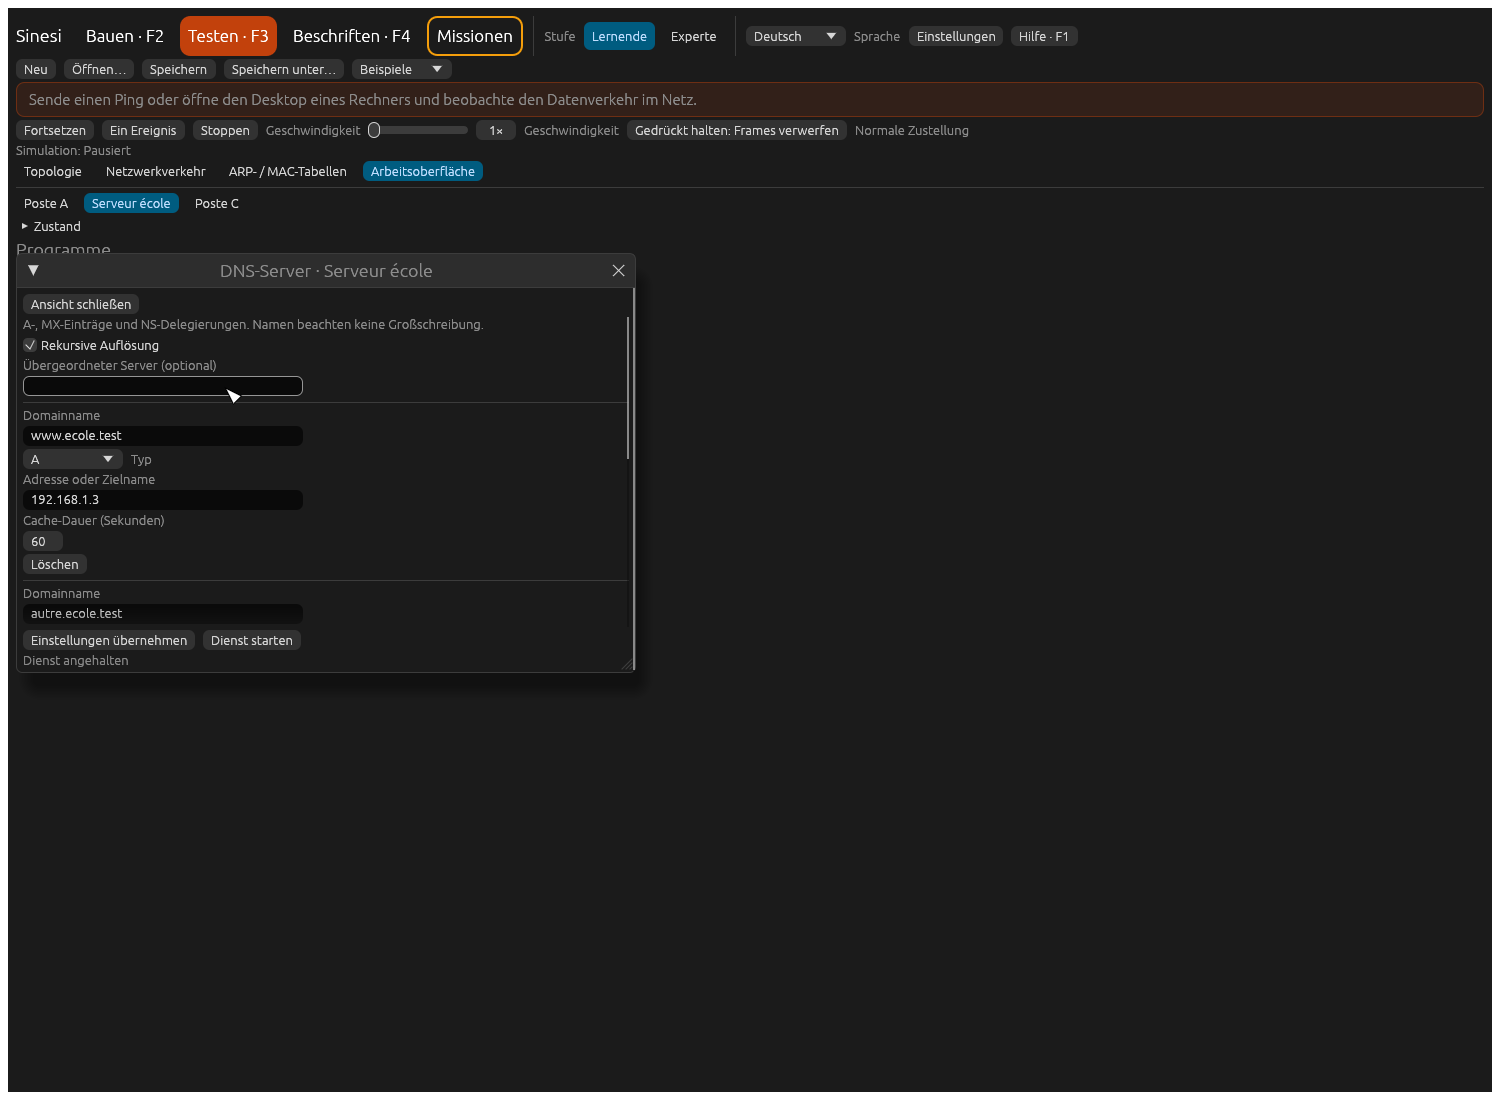 Sinesi Bauen · F2 Testen · F3 Beschriften · F4 Missionen Stufe Lernende Experte Deutsch Sprache Einstellungen Hilfe · F1
Neu Öffnen... Speichern Speichern unter... Beispiele
Sende einen Ping oder öffne den Desktop eines Rechners und beobachte den Datenverkehr im Netz.
Fortsetzen Ein Ereignis Stoppen Geschwindigkeit 1× Geschwindigkeit Gedrückt halten: Frames verwerfen Normale Zustellung
Simulation: Pausiert
Topologie Netzwerkverkehr ARP- / MAC-Tabellen Arbeitsoberfläche
Poste A Serveur école Poste C
Zustand
Programme
DNS-Server · Serveur école
Ansicht schließen
A-, MX-Einträge und NS-Delegierungen. Namen beachten keine Großschreibung.
Rekursive Auflösung
Übergeordneter Server (optional)
Domainname
www.ecole.test
A Typ
Adresse oder Zielname
192.168.1.3
Cache-Dauer (Sekunden)
60
Löschen
Domainname
autre.ecole.test
Einstellungen übernehmen Dienst starten
Dienst angehalten